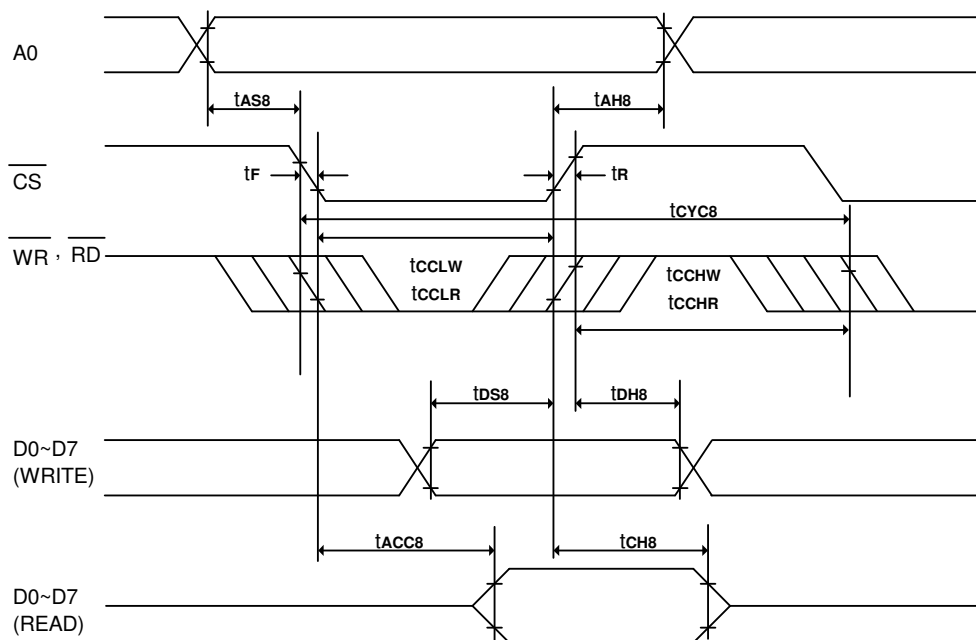 A0
tAS8 tAH8
CS
tF tR
tCYC8
WR , RD
tCCLW tCCHW
tCCLR tCCHR
tDS8 tDH8
D0~D7
(WRITE)
tACC8 tCH8
D0~D7
(READ)